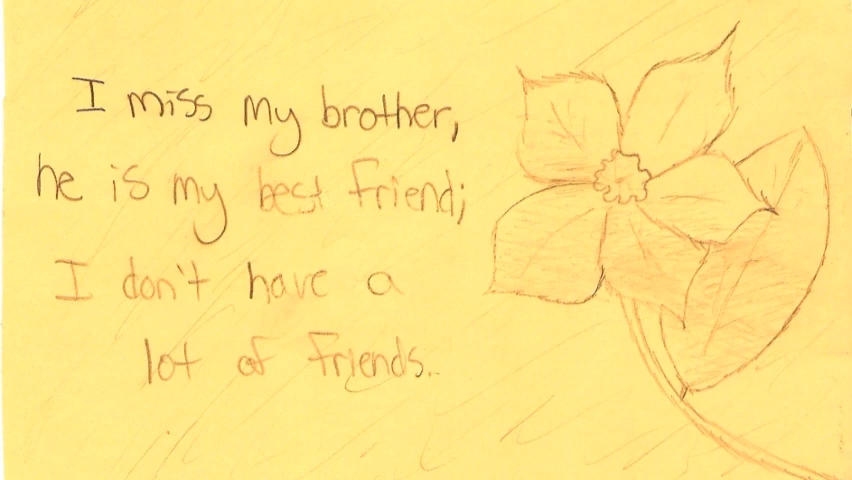 I miss my brother,
he is my best friend;
I don't have a
lot of friends..